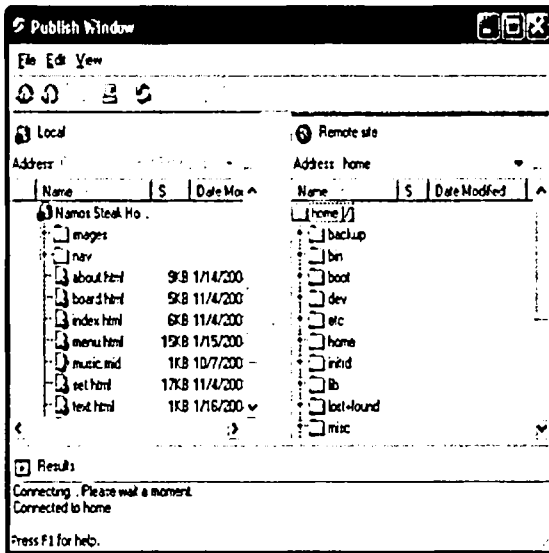 Publish Window
File Edit View
Local
Address
Name S Date Mo
Namos Steak Ho
images
nav
about.html 9KB 1/14/200
board.html 5KB 11/4/200
index.html 6KB 11/4/200
menu.html 15KB 1/15/200
music.mid 1KB 10/7/200
set.html 17KB 11/4/200
text.html 1KB 1/16/200
Remote site
Address home
Name S Date Modified
home [/]
backup
bin
boot
dev
etc
home
initrd
lib
lost+found
misc
Results
Connecting... Please wait a moment.
Connected to home
Press F1 for help.